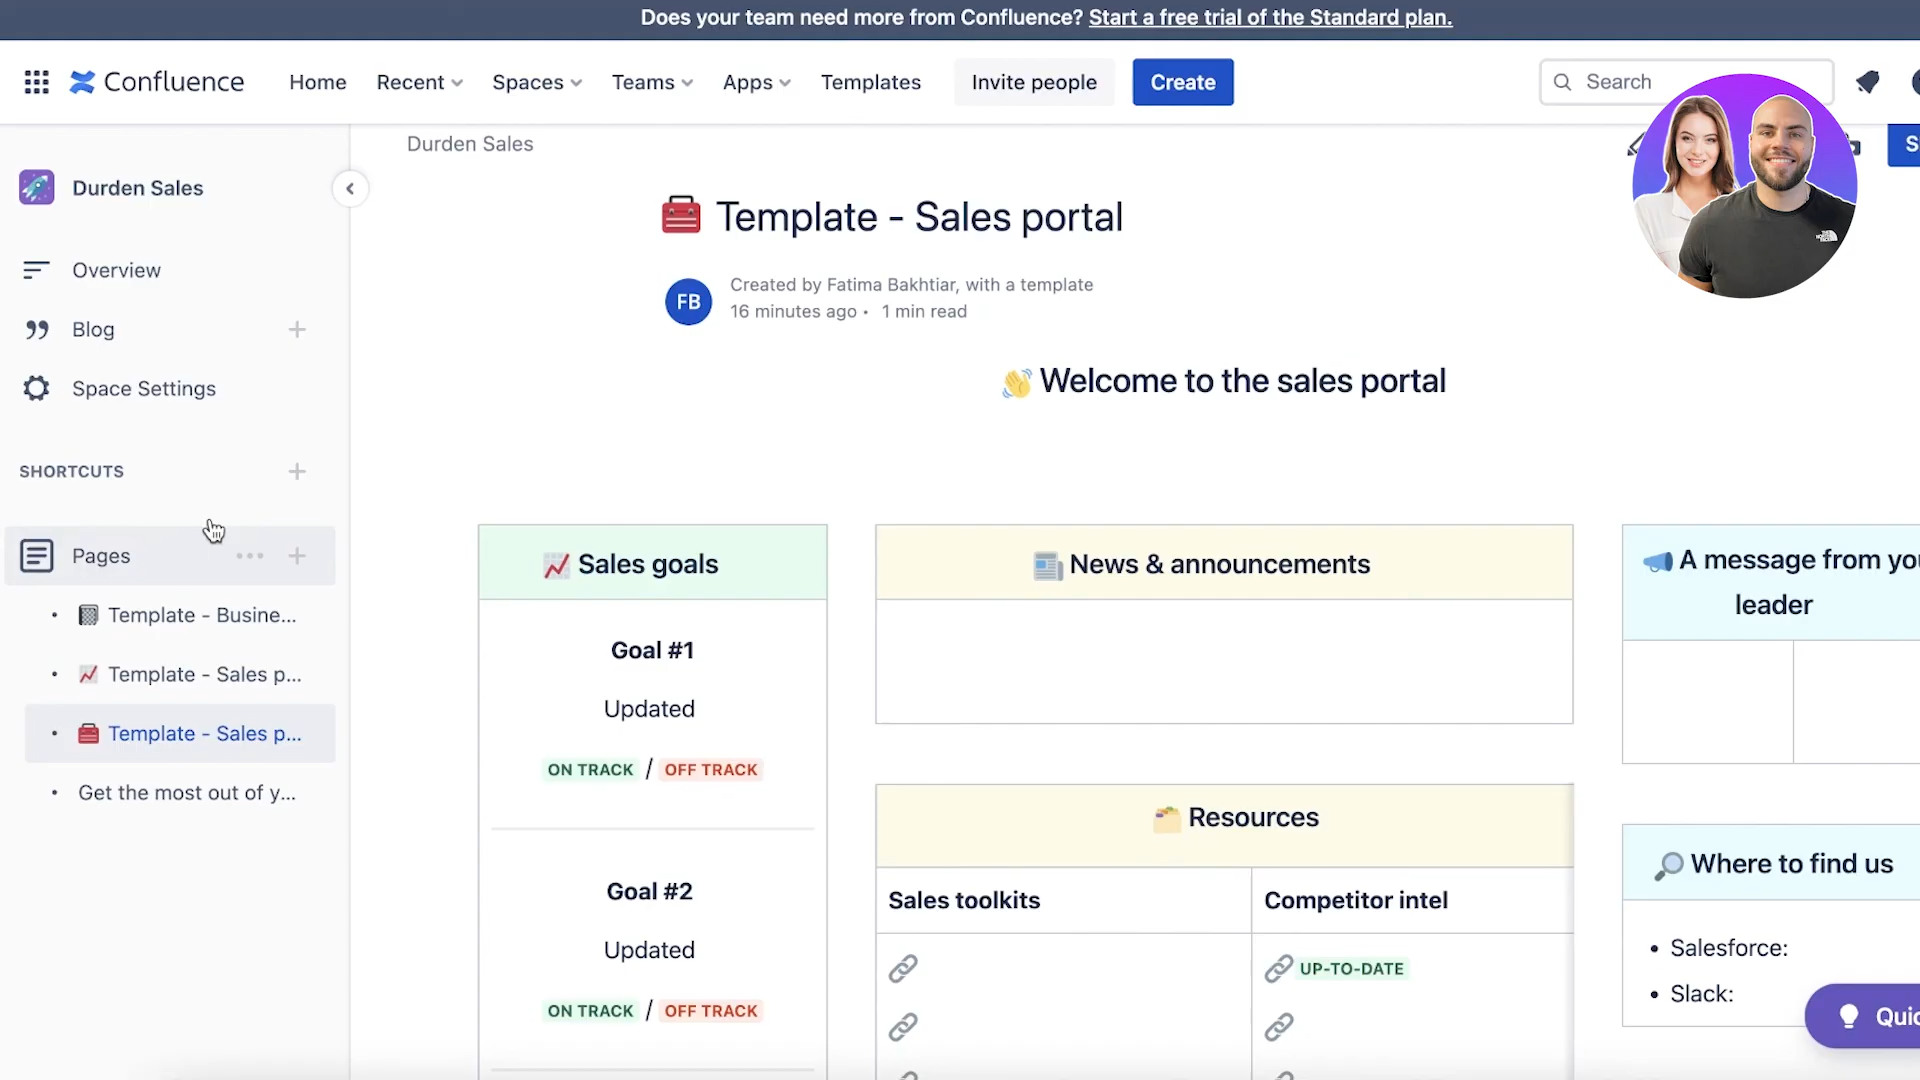 Does your team need more from Confluence? Start a free trial of the Standard plan.
Confluence Home Recent Spaces Teams Apps Templates Invite people Create Search
Durden Sales
Overview
Blog
Space Settings
SHORTCUTS
Pages
Template - Busine...
Template - Sales p...
Template - Sales p...
Get the most out of y...
Durden Sales
Template - Sales portal
FB
Created by Fatima Bakhtiar, with a template
16 minutes ago • 1 min read
Welcome to the sales portal
Sales goals
Goal #1
Updated
ON TRACK / OFF TRACK
Goal #2
Updated
ON TRACK / OFF TRACK
News & announcements
Resources
Sales toolkits
Competitor intel
UP-TO-DATE
A message from you
leader
Where to find us
• Salesforce:
• Slack: